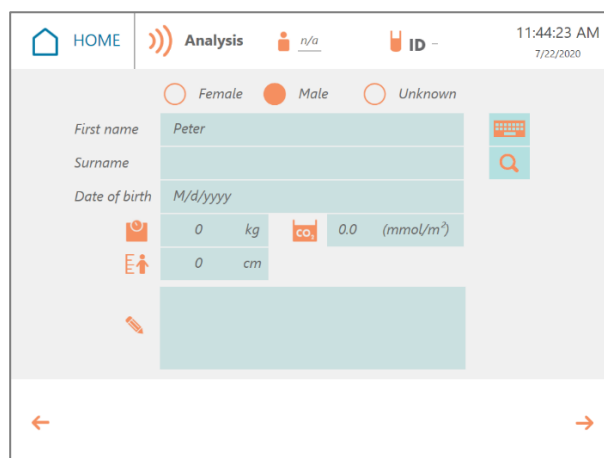 HOME Analysis n/a ID - 11:44:23 AM
7/22/2020
Female Male Unknown
First name Peter
Surname
Date of birth M/d/yyyy
0 kg CO₂ 0.0 (mmol/m²)
0 cm